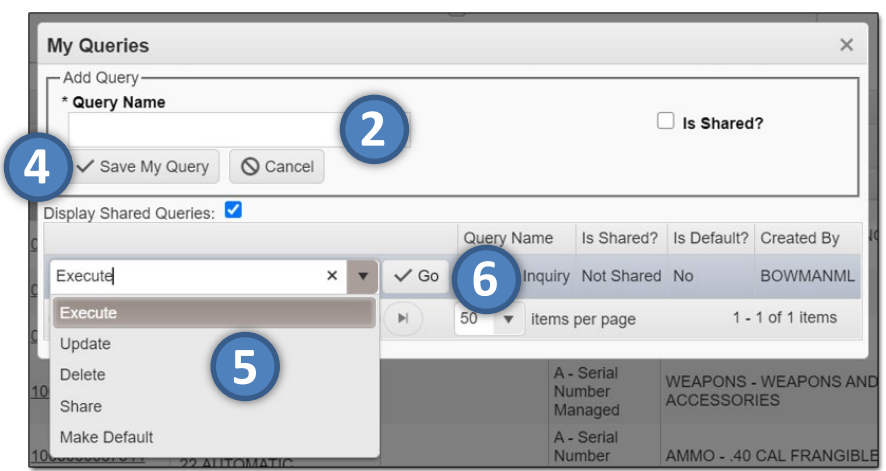 My Queries
Add Query
* Query Name
2
Is Shared?
4
Save My Query
Cancel
Display Shared Queries:
Query Name Is Shared? Is Default? Created By
Execute × Go 6 Inquiry Not Shared No BOWMANML
Execute
50 items per page 1 - 1 of 1 items
Update
Delete
5
Share
Make Default
A - Serial
Number
Managed
WEAPONS - WEAPONS AND
ACCESSORIES
A - Serial
Number
AMMO - .40 CAL FRANGIBLE
22 AUTOMATIC